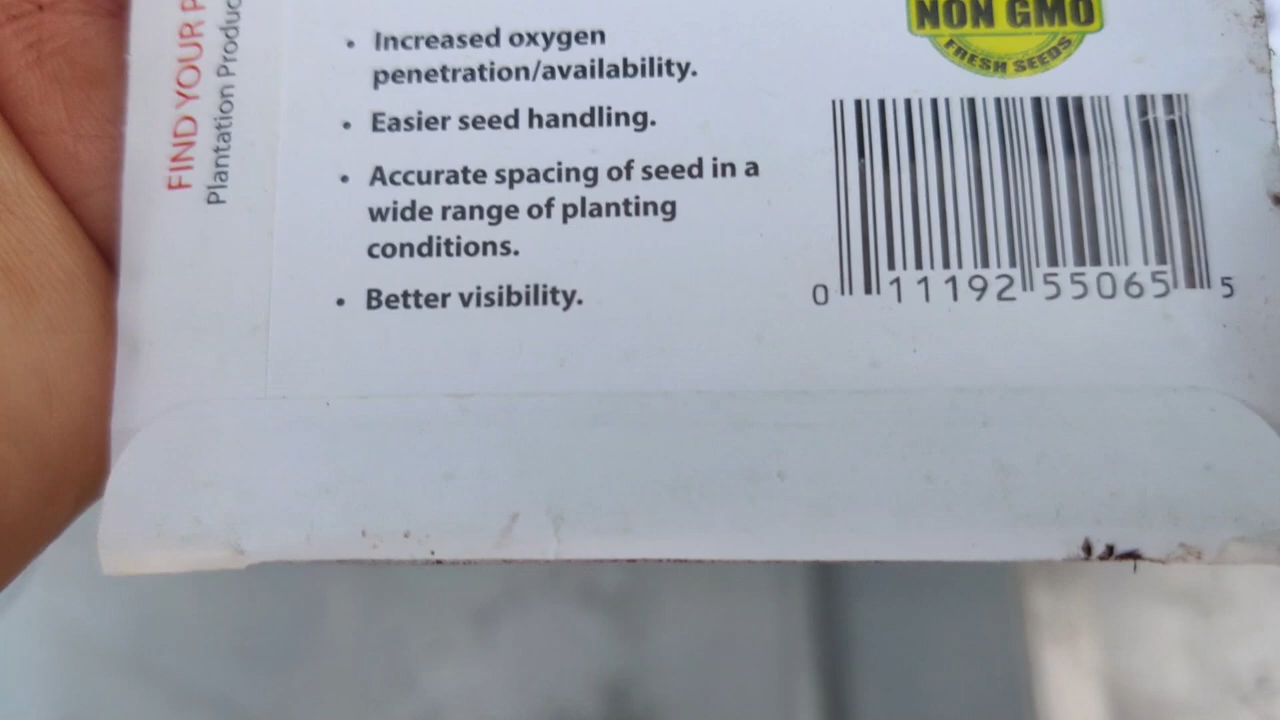 FIND YOUR
Plantation
• Increased oxygen
penetration/availability.
• Easier seed handling.
• Accurate spacing of seed in a
wide range of planting
conditions.
• Better visibility.
NON GMO
FRESH SEEDS
0 11192 55065 5